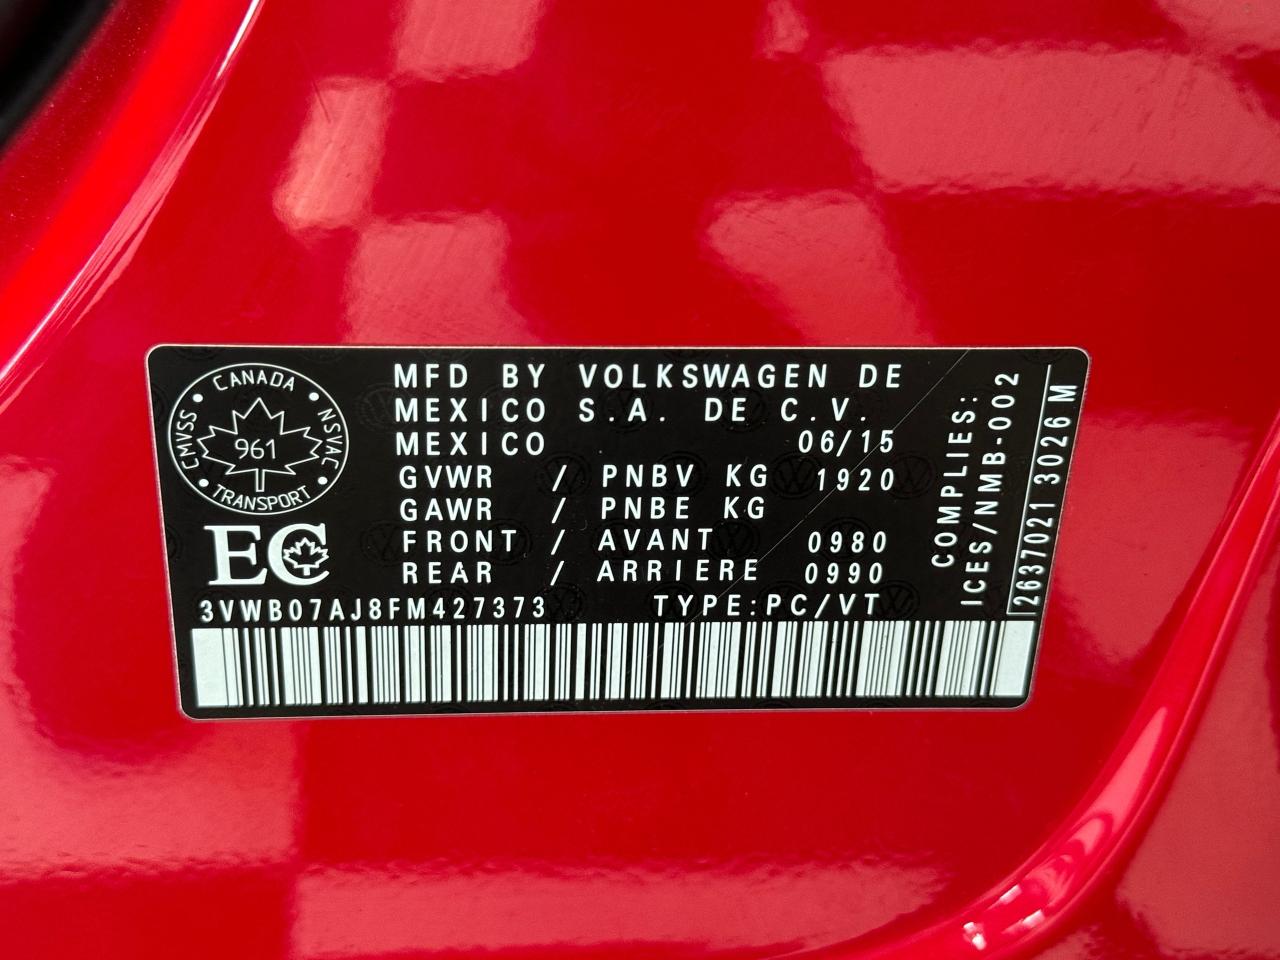 CANADA
CMVSS • NSVAC
961
TRANSPORT
EC
MFD BY VOLKSWAGEN DE
MEXICO S.A. DE C.V.
MEXICO 06/15
GVWR / PNBV KG 1920
GAWR / PNBE KG
FRONT / AVANT 0980
REAR / ARRIERE 0990
3VWB07AJ8FM427373 TYPE:PC/VT
COMPLIES:
ICES/NMB-002
2637021 3026 M